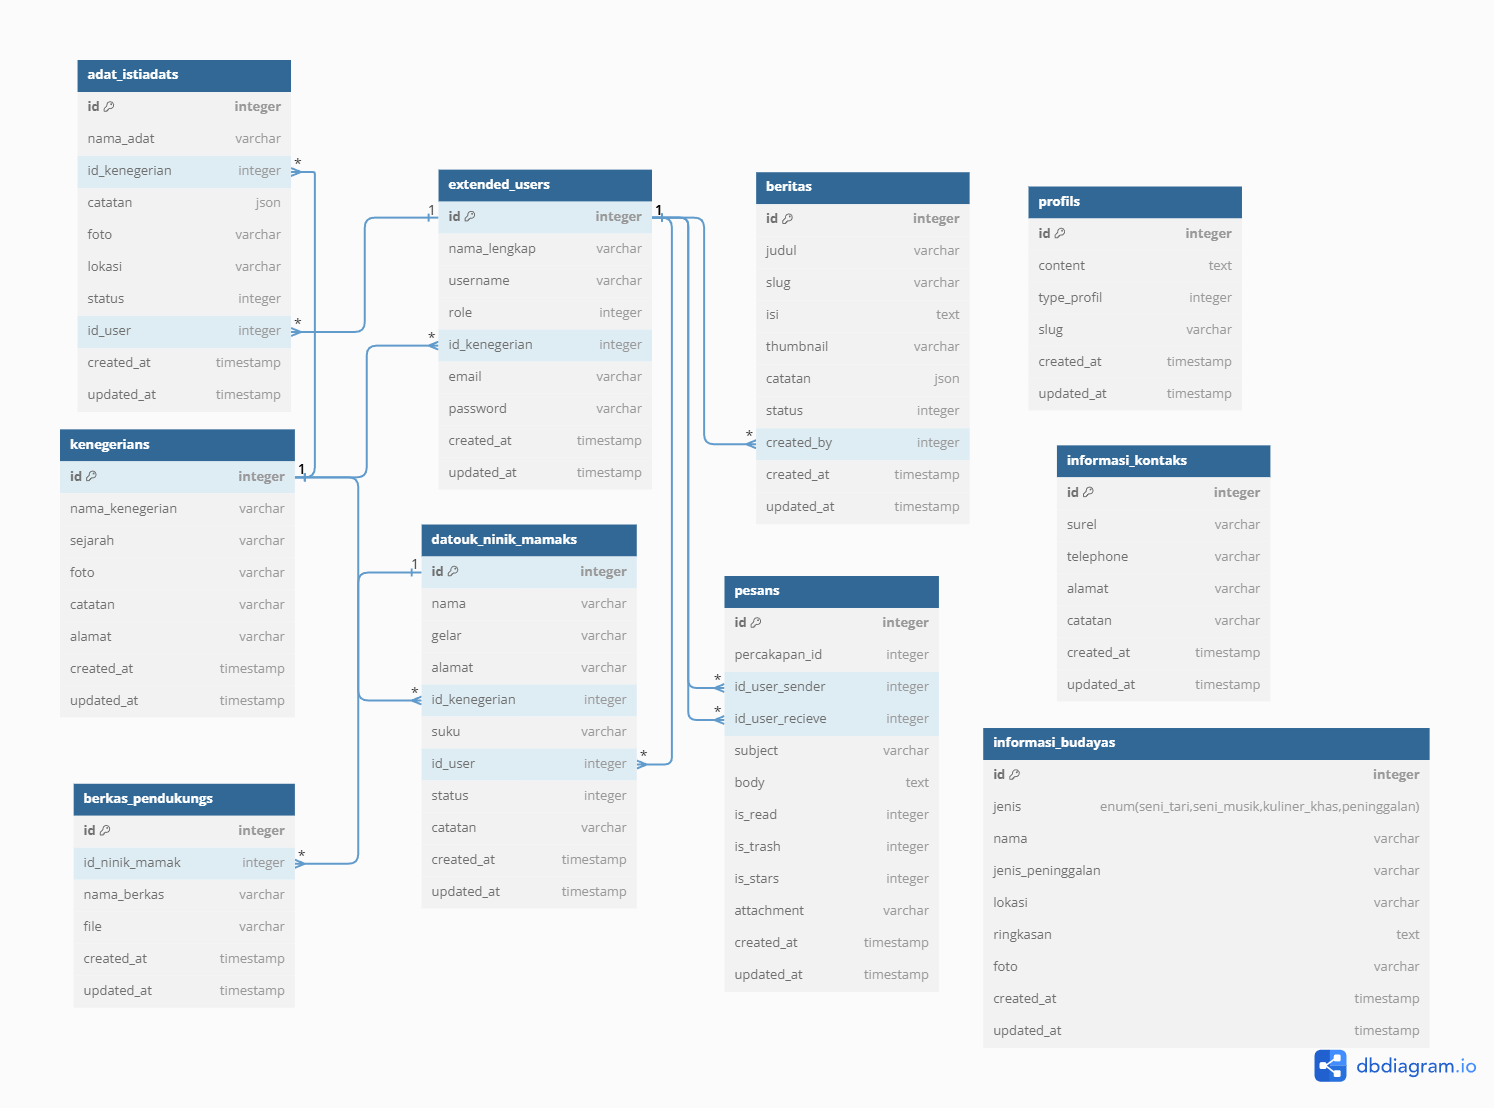 adat_istiadats
id integer
nama_adat varchar
id_kenegerian integer *
catatan json
foto varchar
lokasi varchar
status integer
id_user integer *
created_at timestamp
updated_at timestamp
kenegerians
id integer 1
nama_kenegerian varchar
sejarah varchar
foto varchar
catatan varchar
alamat varchar
created_at timestamp
updated_at timestamp
berkas_pendukungs
id integer
id_ninik_mamak integer *
nama_berkas varchar
file varchar
created_at timestamp
updated_at timestamp
extended_users
1 id integer 1
nama_lengkap varchar
username varchar
role integer
* id_kenegerian integer
email varchar
password varchar
created_at timestamp
updated_at timestamp
datouk_ninik_mamaks
1 id integer
nama varchar
gelar varchar
alamat varchar
* id_kenegerian integer
suku varchar
id_user integer *
status integer
catatan varchar
created_at timestamp
updated_at timestamp
beritas
id integer
judul varchar
slug varchar
isi text
thumbnail varchar
catatan json
status integer
* created_by integer
created_at timestamp
updated_at timestamp
pesans
id integer
percakapan_id integer
* id_user_sender integer
* id_user_recieve integer
subject varchar
body text
is_read integer
is_trash integer
is_stars integer
attachment varchar
created_at timestamp
updated_at timestamp
profils
id integer
content text
type_profil integer
slug varchar
created_at timestamp
updated_at timestamp
informasi_kontaks
id integer
surel varchar
telephone varchar
alamat varchar
catatan varchar
created_at timestamp
updated_at timestamp
informasi_budayas
id integer
jenis enum(seni_tari,seni_musik,kuliner_khas,peninggalan)
nama varchar
jenis_peninggalan varchar
lokasi varchar
ringkasan text
foto varchar
created_at timestamp
updated_at timestamp
dbdiagram.io